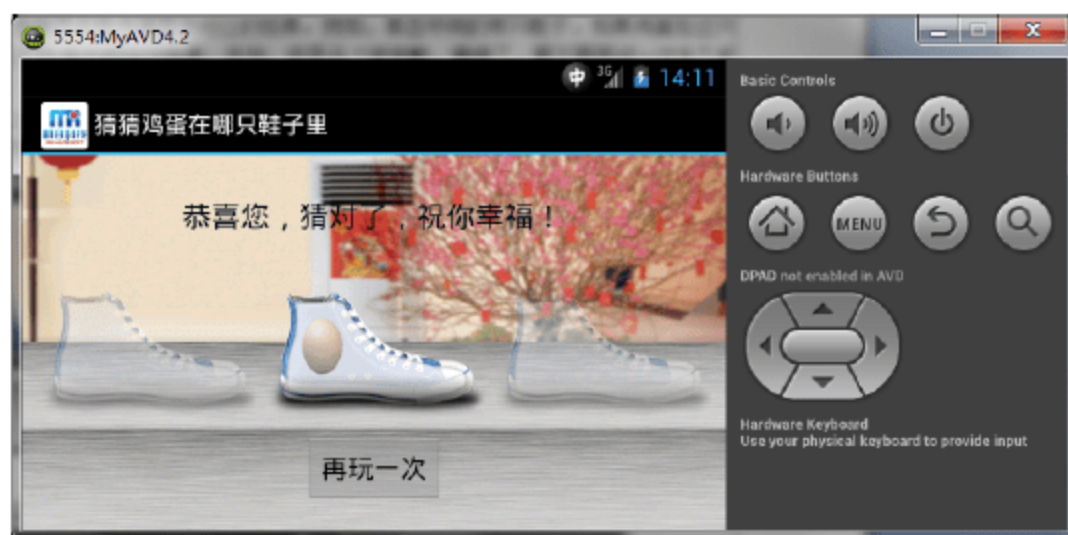 5554:MyAVD4.2
中 3G 14:11
猜猜鸡蛋在哪只鞋子里
恭喜您，猜对了，祝你幸福！
再玩一次
Basic Controls
Hardware Buttons
MENU
DPAD not enabled in AVD
Hardware Keyboard
Use your physical keyboard to provide input